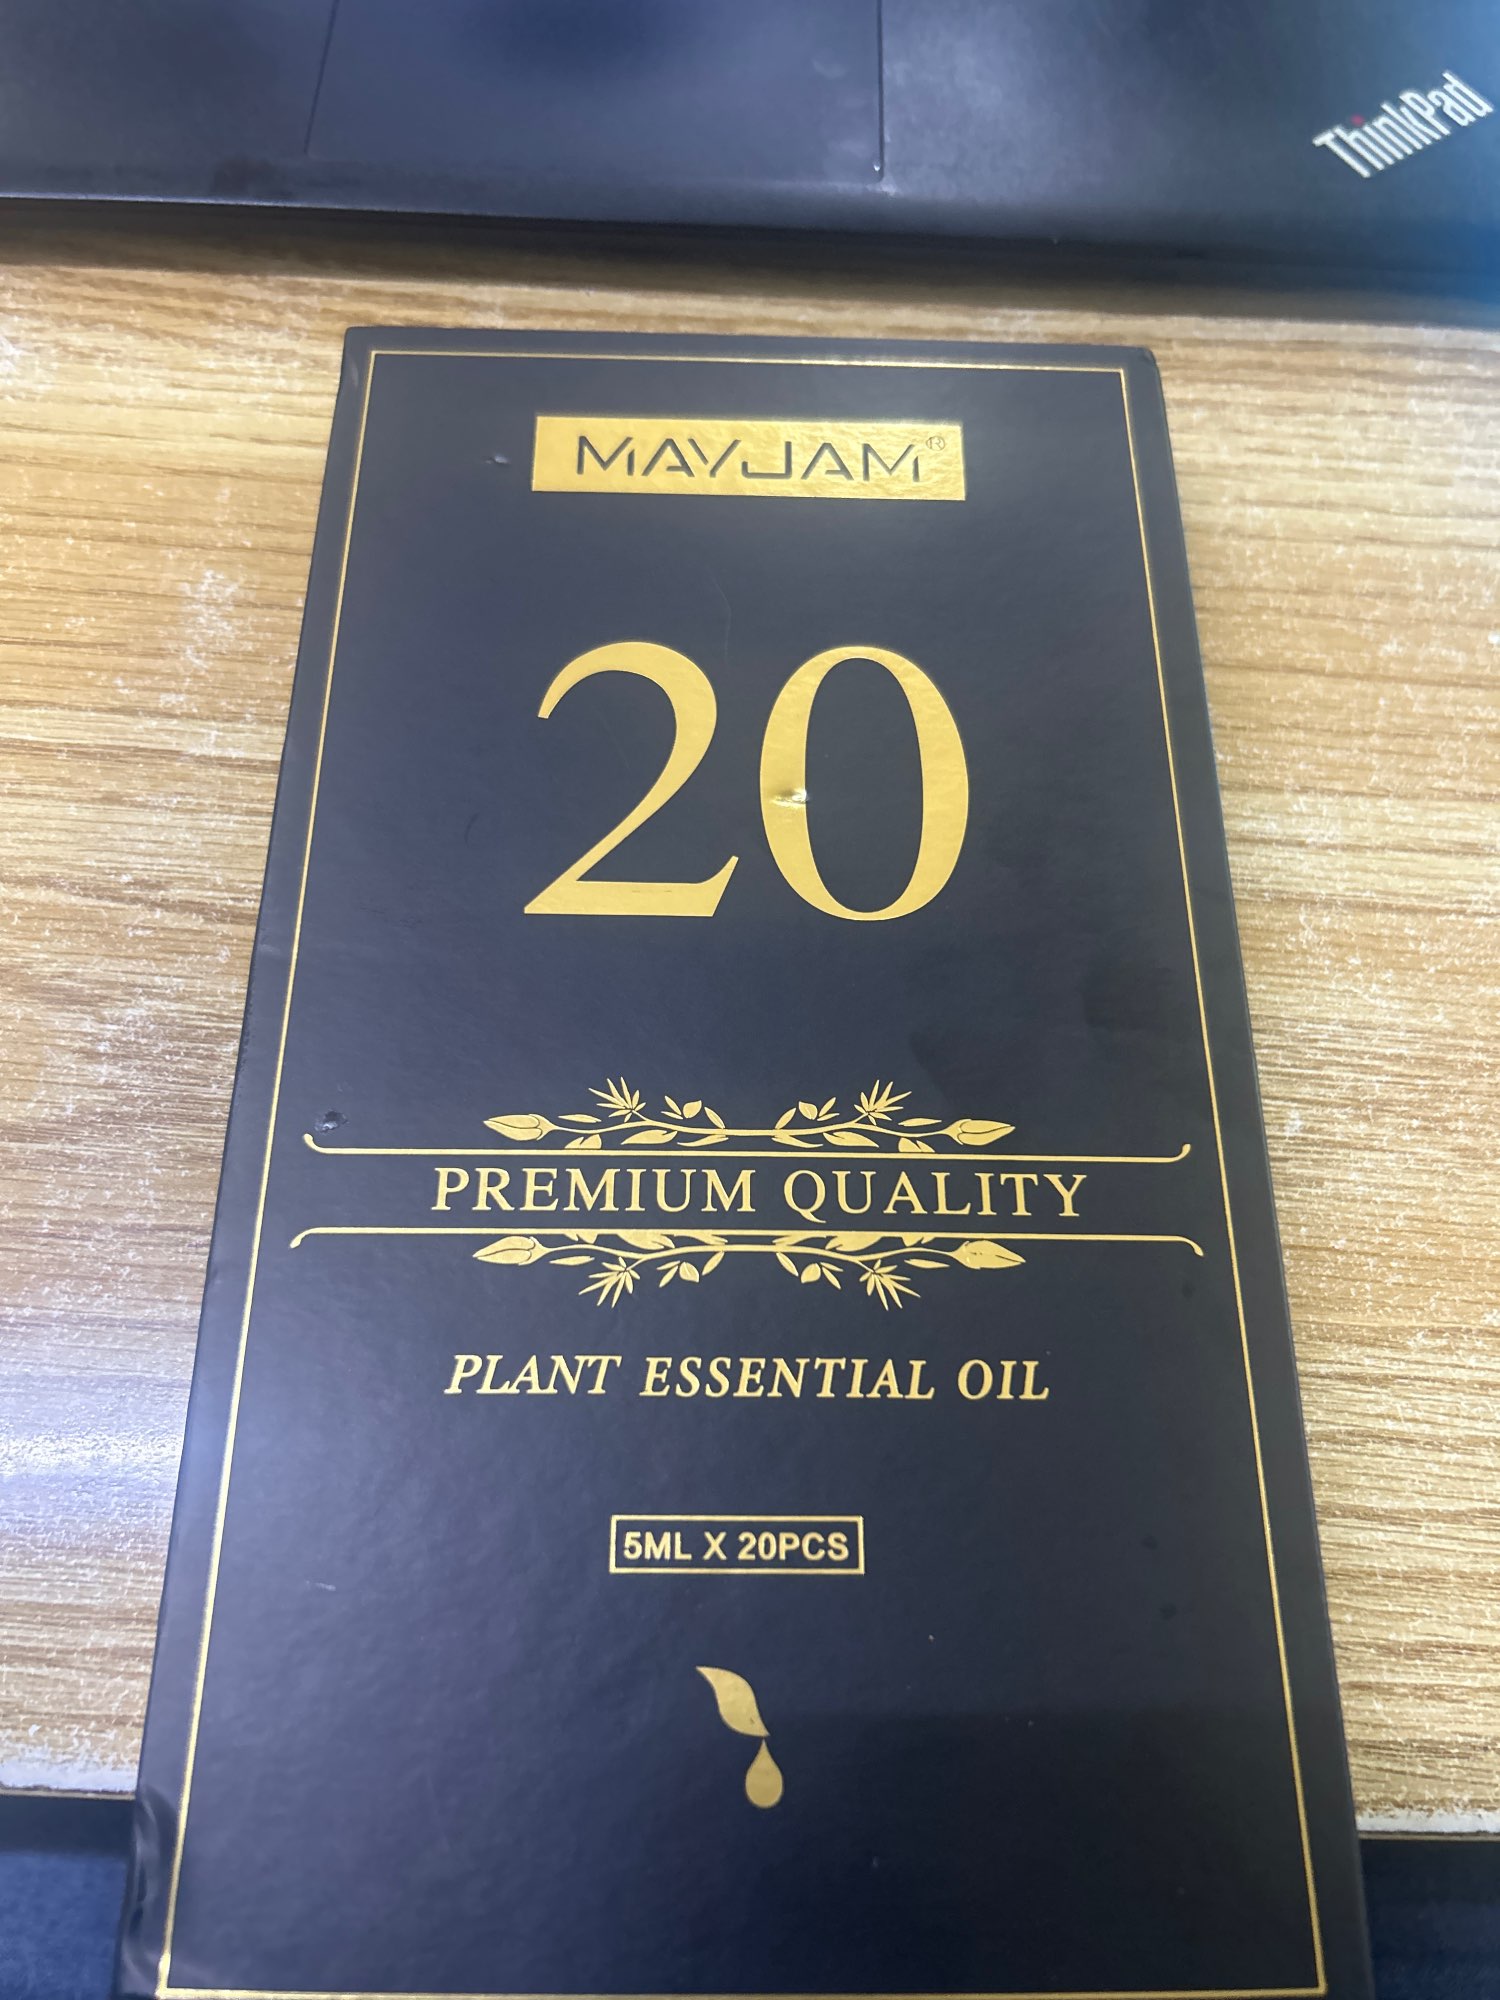 ThinkPad
MAYJAM®
20
PREMIUM QUALITY
PLANT ESSENTIAL OIL
5ML X 20PCS